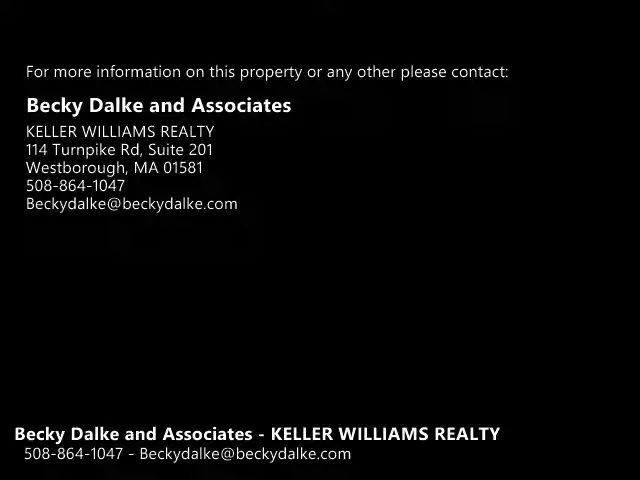 For more information on this property or any other please contact:
Becky Dalke and Associates
KELLER WILLIAMS REALTY
114 Turnpike Rd, Suite 201
Westborough, MA 01581
508-864-1047
Beckydalke@beckydalke.com
Becky Dalke and Associates - KELLER WILLIAMS REALTY
508-864-1047 - Beckydalke@beckydalke.com